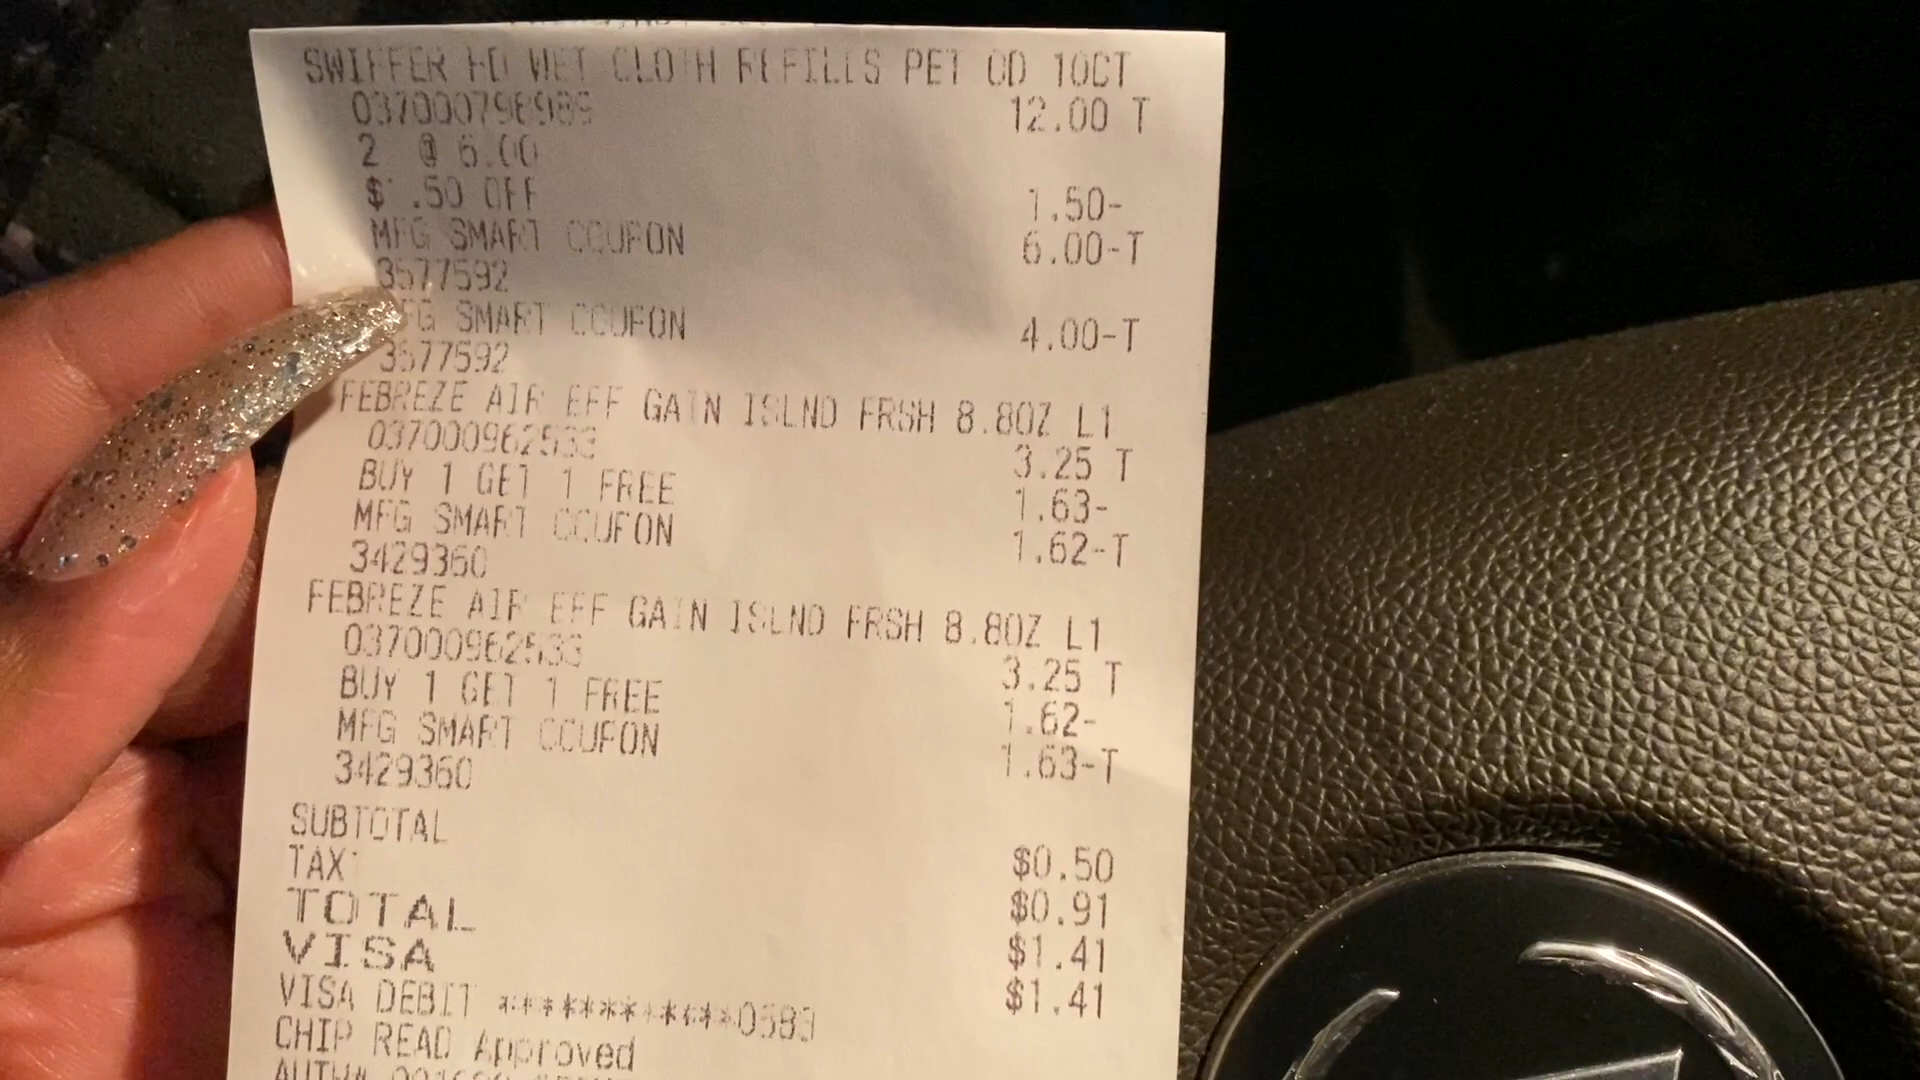 SWIFFER HD WET CLOTH REFILLS PET OD 10CT
037000798989 12.00 T
2 @ 6.00
$1.50 OFF 1.50-
MFG SMART COUPON 6.00-T
3577592
MFG SMART COUPON 4.00-T
3577592
FEBREZE AIR EFF GAIN ISLND FRSH 8.8OZ L1
037000962533 3.25 T
BUY 1 GET 1 FREE 1.63-
MFG SMART COUPON 1.62-T
3429360
FEBREZE AIR EFF GAIN ISLND FRSH 8.8OZ L1
037000962533 3.25 T
BUY 1 GET 1 FREE 1.62-
MFG SMART COUPON 1.63-T
3429360
SUBTOTAL $0.50
TAX $0.91
TOTAL $1.41
VISA $1.41
VISA DEBIT ************0583
CHIP READ Approved